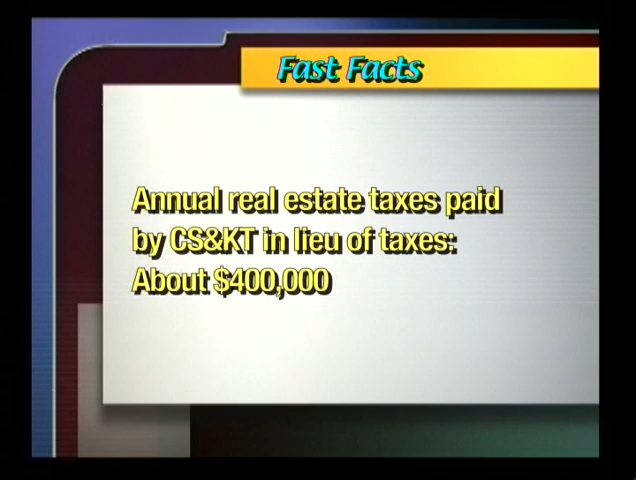 Fast Facts
Annual real estate taxes paid
by CS&KT in lieu of taxes:
About $400,000